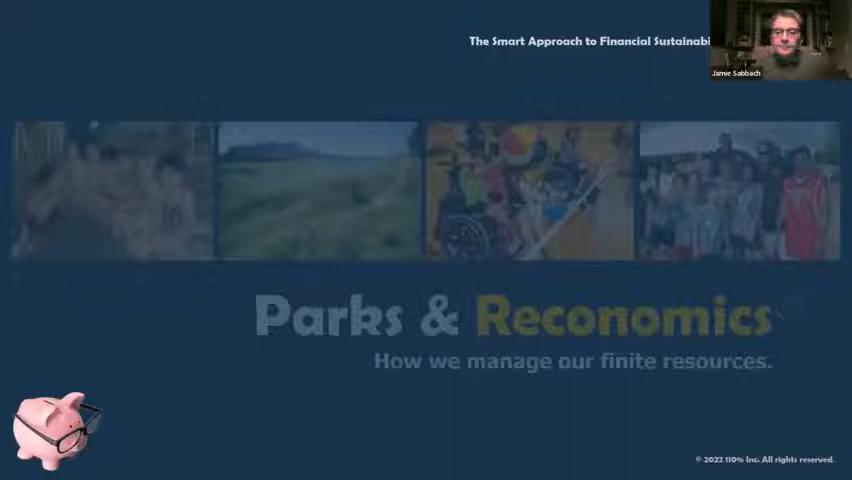 The Smart Approach to Financial Sustainabi
Jamie Sabbach
Parks & Reconomics
How we manage our finite resources.
© 2022 110% Inc. All rights reserved.